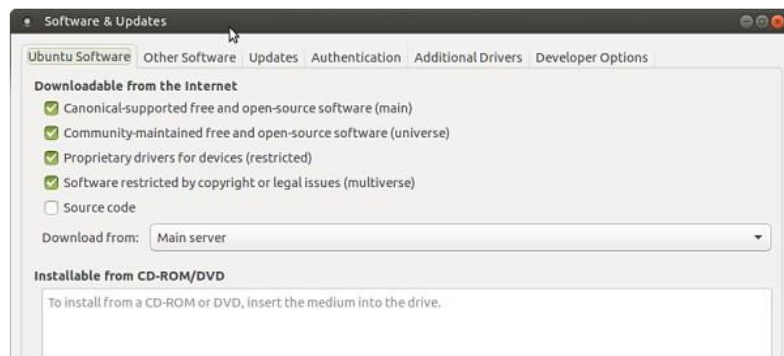 Software & Updates
Ubuntu Software Other Software Updates Authentication Additional Drivers Developer Options
Downloadable from the Internet
Canonical-supported free and open-source software (main)
Community-maintained free and open-source software (universe)
Proprietary drivers for devices (restricted)
Software restricted by copyright or legal issues (multiverse)
Source code
Download from: Main server
Installable from CD-ROM/DVD
To install from a CD-ROM or DVD, insert the medium into the drive.